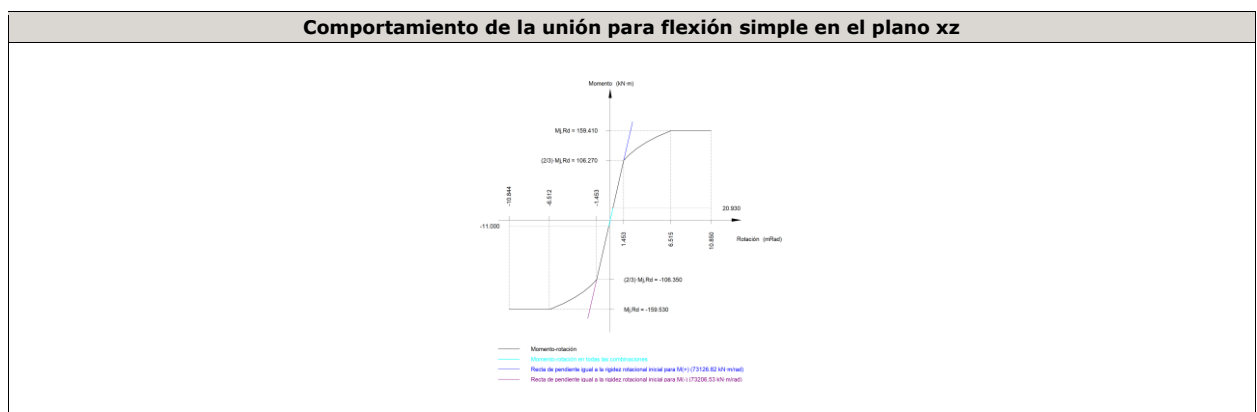 Comportamiento de la unión para flexión simple en el plano xz
Momento (kN·m)
Mj,Rd = 159.410
(2/3)·Mj,Rd = 106.270
-10.844
-6.512
-1.453
20.930
-11.000
1.453
6.515
10.850
Rotación (mRad)
(2/3)·Mj,Rd = -106.350
Mj,Rd = -159.530
Momento-rotación
Momento-rotación en todas las combinaciones
Recta de pendiente igual a la rigidez rotacional inicial para M(+) (73126.82 kN·m/rad)
Recta de pendiente igual a la rigidez rotacional inicial para M(-) (73206.53 kN·m/rad)